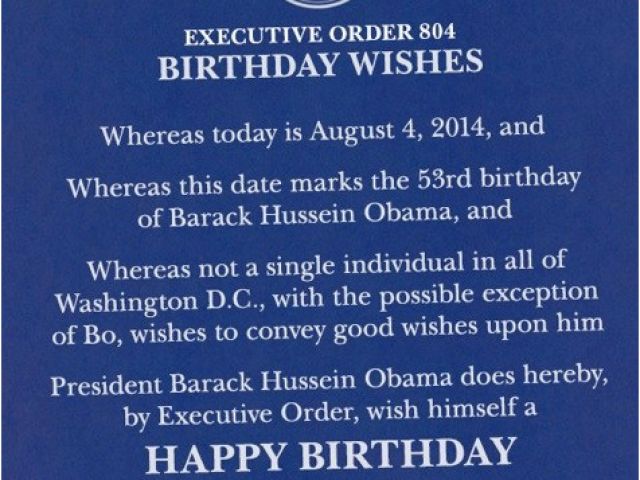 EXECUTIVE ORDER 804
BIRTHDAY WISHES
Whereas today is August 4, 2014, and
Whereas this date marks the 53rd birthday
of Barack Hussein Obama, and
Whereas not a single individual in all of
Washington D.C., with the possible exception
of Bo, wishes to convey good wishes upon him
President Barack Hussein Obama does hereby,
by Executive Order, wish himself a
HAPPY BIRTHDAY